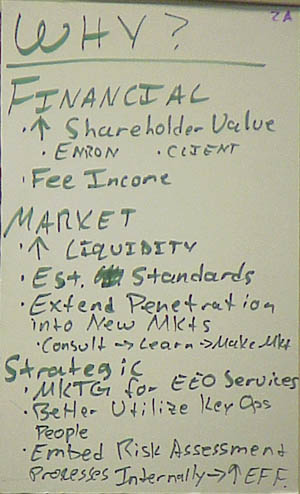 2A
WHY?
FINANCIAL
· ↑ Shareholder Value
· ENRON · CLIENT
· Fee Income
MARKET
· ↑ LIQUIDITY
· Est. Standards
· Extend Penetration
into New Mkts
· Consult → Learn → Make Mkt
Strategic
· MKTG for EEO Services
· Better Utilize Key Ops
People
· Embed Risk Assessment
Processes Internally → ↑ EFF.